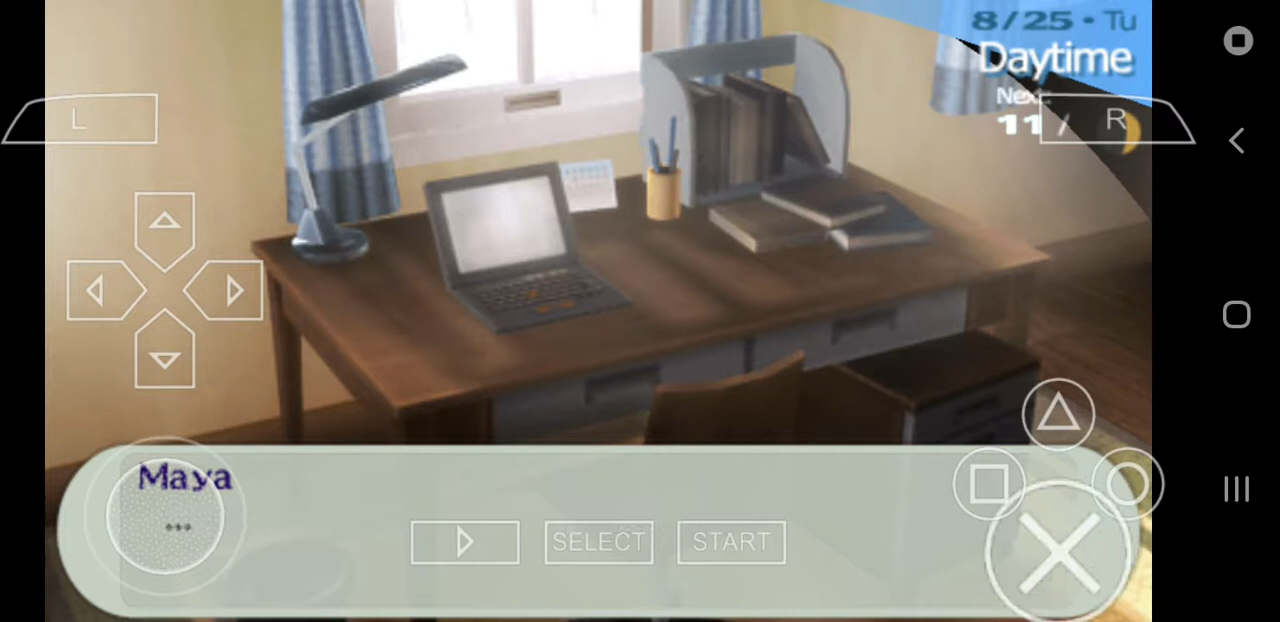 8/25 • Tu
Daytime
Next:
11 /
L
R
Maya
...
SELECT
START